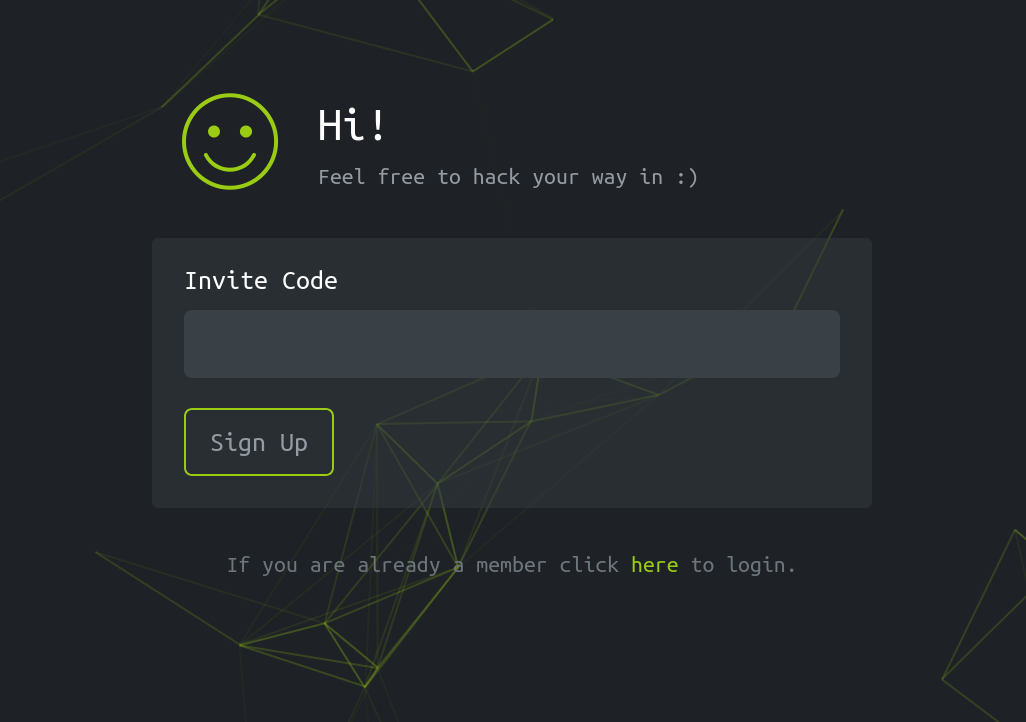 Hi!
Feel free to hack your way in :)
Invite Code
Sign Up
If you are already a member click here to login.